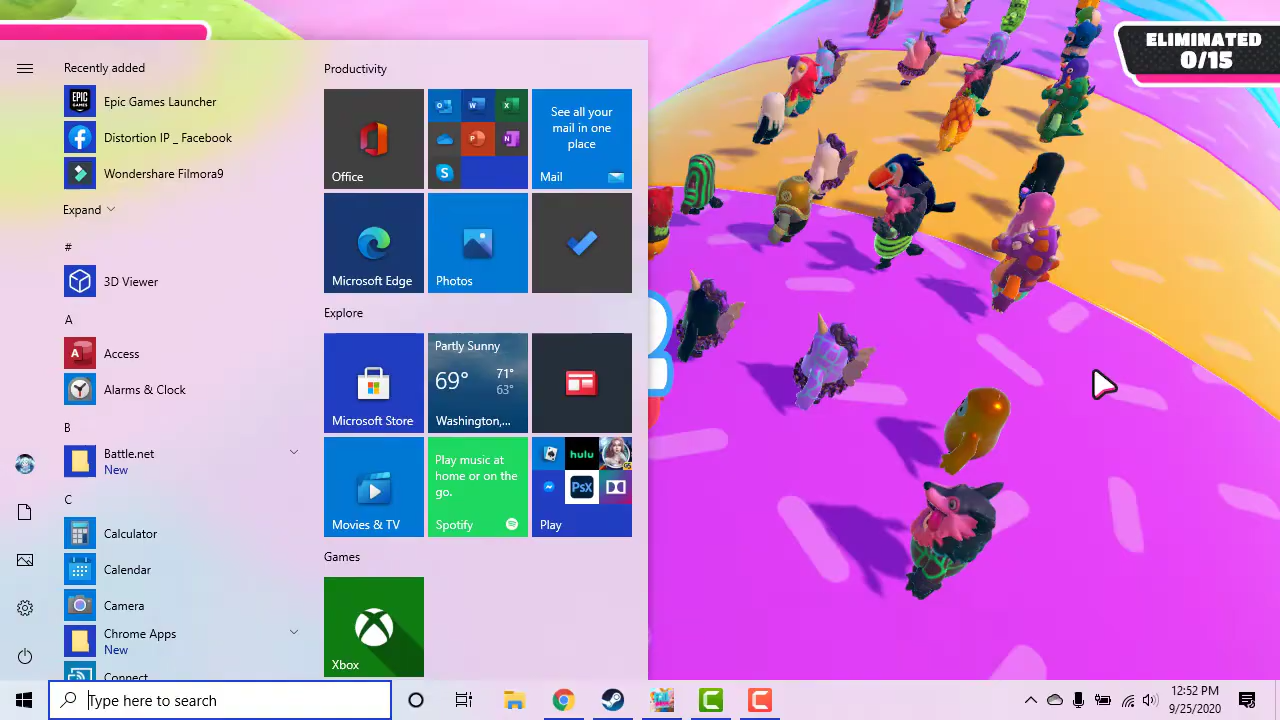 ELIMINATED
0/15
Recently added
EPIC GAMES
Epic Games Launcher
Distortion IP _ Facebook
Wondershare Filmora9
Expand
#
3D Viewer
A
Access
Alarms & Clock
B
Battle.net
New
C
Calculator
Calendar
Camera
Chrome Apps
New
Connect
Productivity
Office
See all your
mail in one
place
Mail
Microsoft Edge
Photos
Explore
Microsoft Store
Partly Sunny
69° 71°
63°
Washington,...
Movies & TV
Play music at
home or on the
go.
Spotify
hulu
PsX
Play
Games
Xbox
Type here to search
12:52 PM
9/25/2020